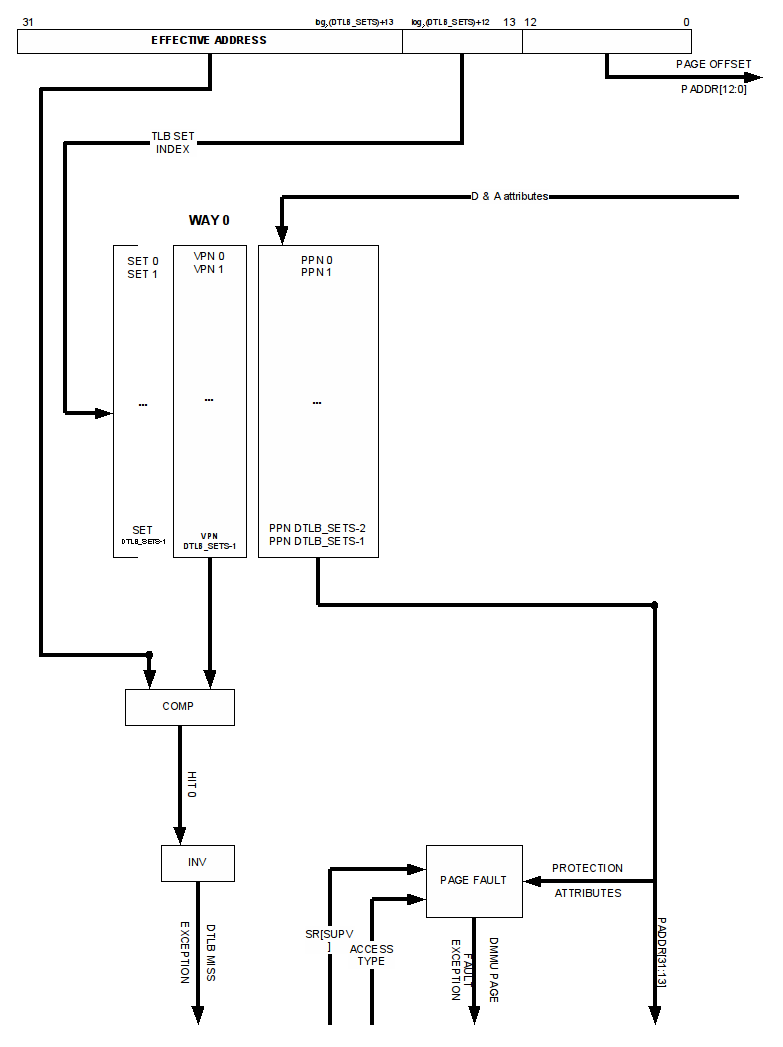 31
log₂(DTLB_SETS)+13
log₂(DTLB_SETS)+12
13
12
0
EFFECTIVE ADDRESS
PAGE OFFSET
PADDR[12:0]
TLB SET
INDEX
D & A attributes
WAY 0
SET 0
SET 1
...
SET
DTLB_SETS-1
VPN 0
VPN 1
...
VPN
DTLB_SETS-1
PPN 0
PPN 1
...
PPN DTLB_SETS-2
PPN DTLB_SETS-1
COMP
HIT 0
INV
DTLB MISS
EXCEPTION
PAGE FAULT
PROTECTION
ATTRIBUTES
SR[SUPV
]
ACCESS
TYPE
DMMU PAGE
FAULT
EXCEPTION
PADDR[31:13]